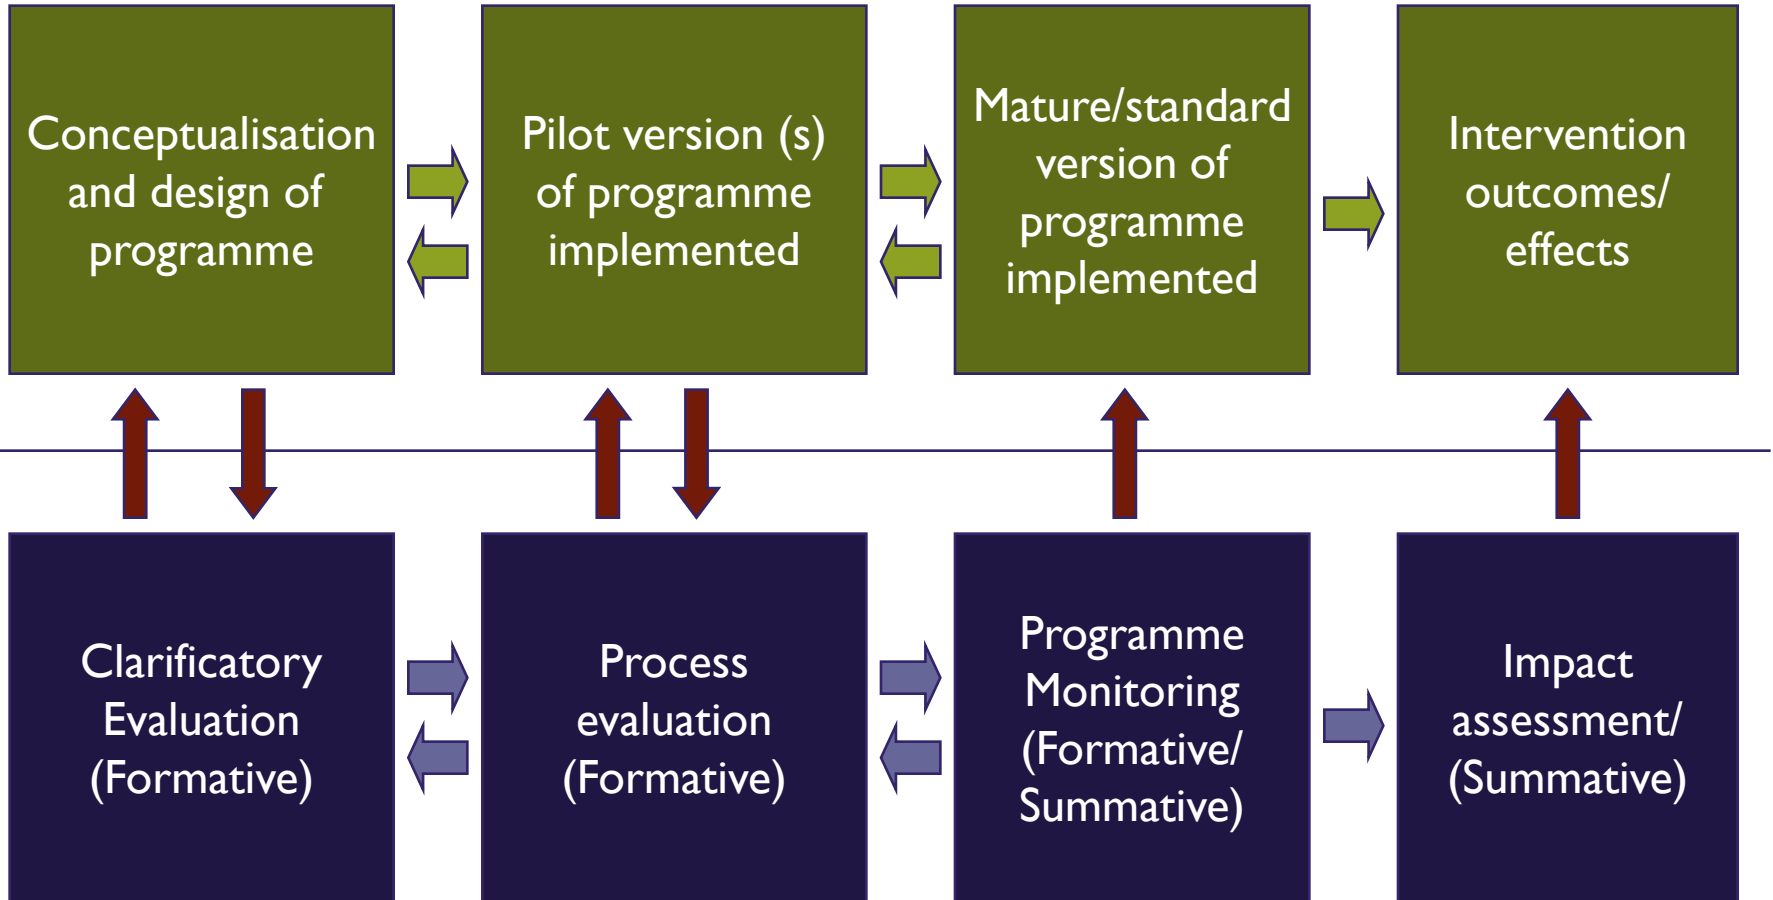 Conceptualisation
and design of
programme
Pilot version (s)
of programme
implemented
Mature/standard
version of
programme
implemented
Intervention
outcomes/
effects
Clarificatory
Evaluation
(Formative)
Process
evaluation
(Formative)
Programme
Monitoring
(Formative/
Summative)
Impact
assessment/
(Summative)